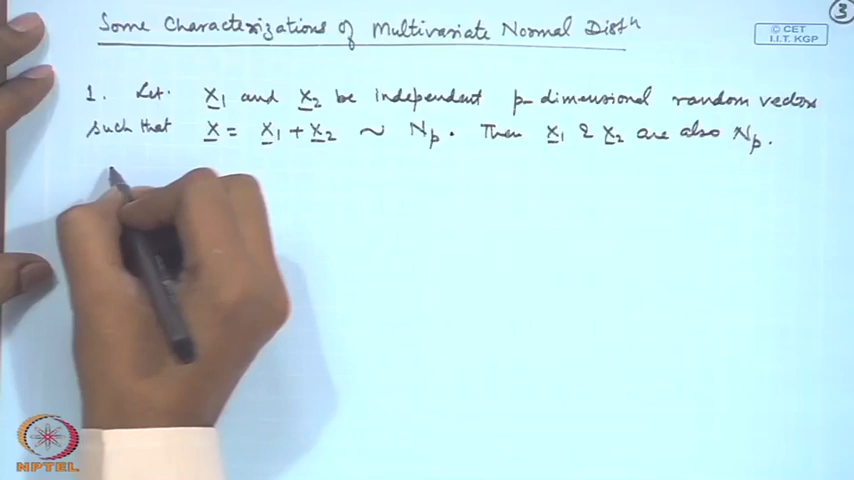 Some Characterizations of Multivariate Normal Distn
3
© CET
I.I.T. KGP
1. Let X1 and X2 be independent p-dimensional random vectors
such that X = X1 + X2 ~ Np. Then X1 & X2 are also Np.
NPTEL